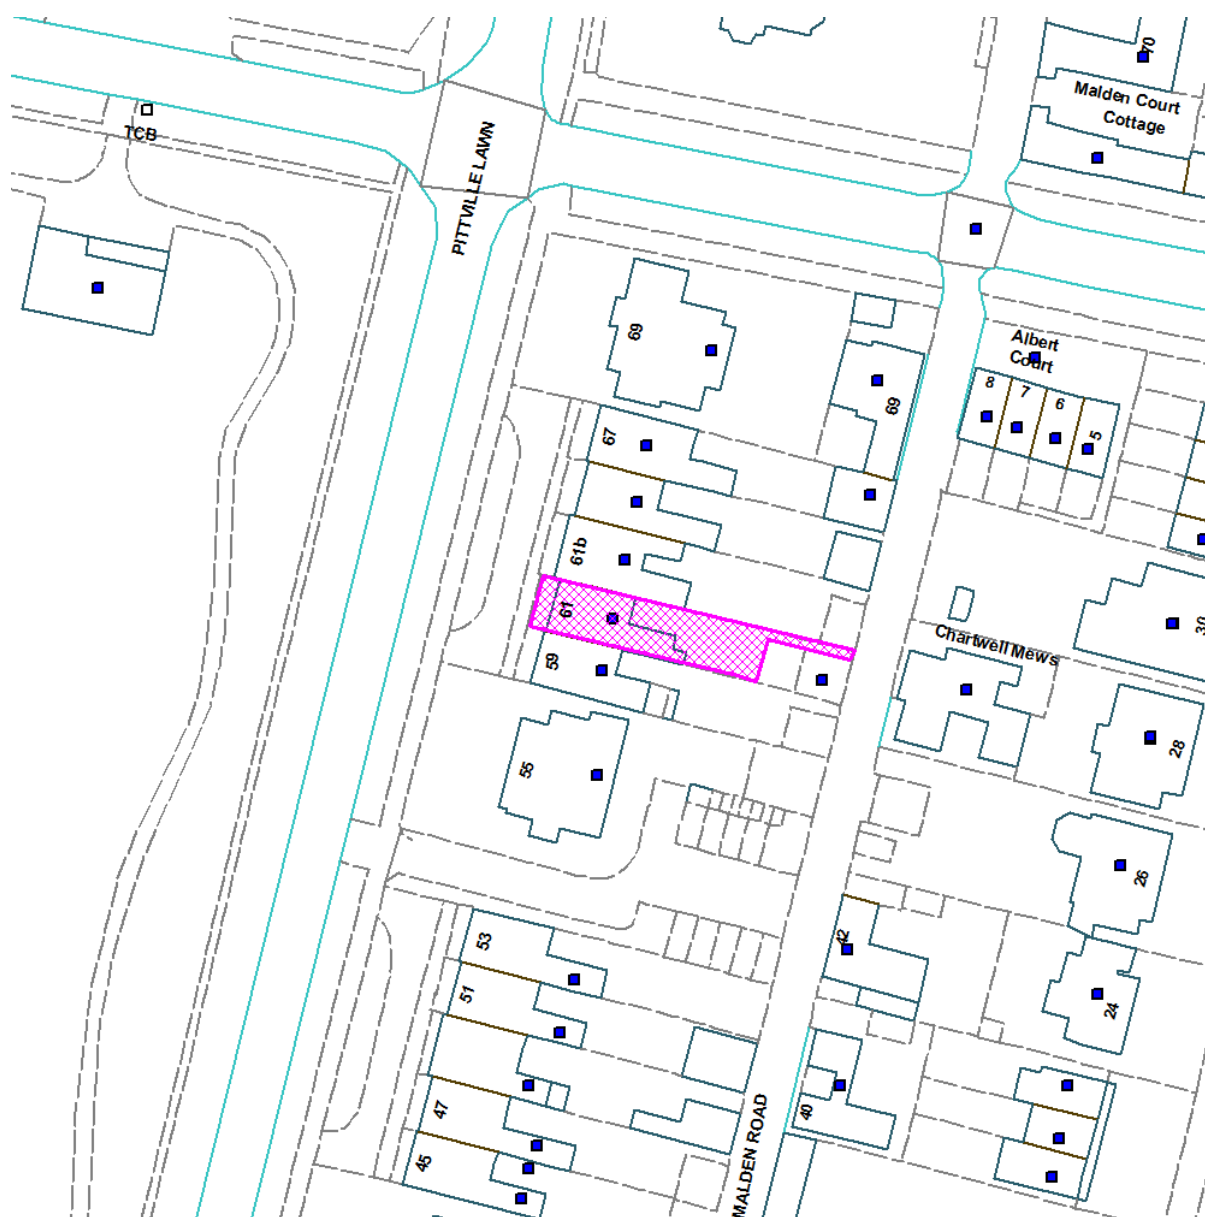 70
Malden Court
Cottage
TCB
PITTVILLE LAWN
69
69
Albert
Court
8
7
6
5
67
61b
61
59
Chartwell Mews
30
28
55
26
42
53
51
24
47
40
45
MALDEN ROAD